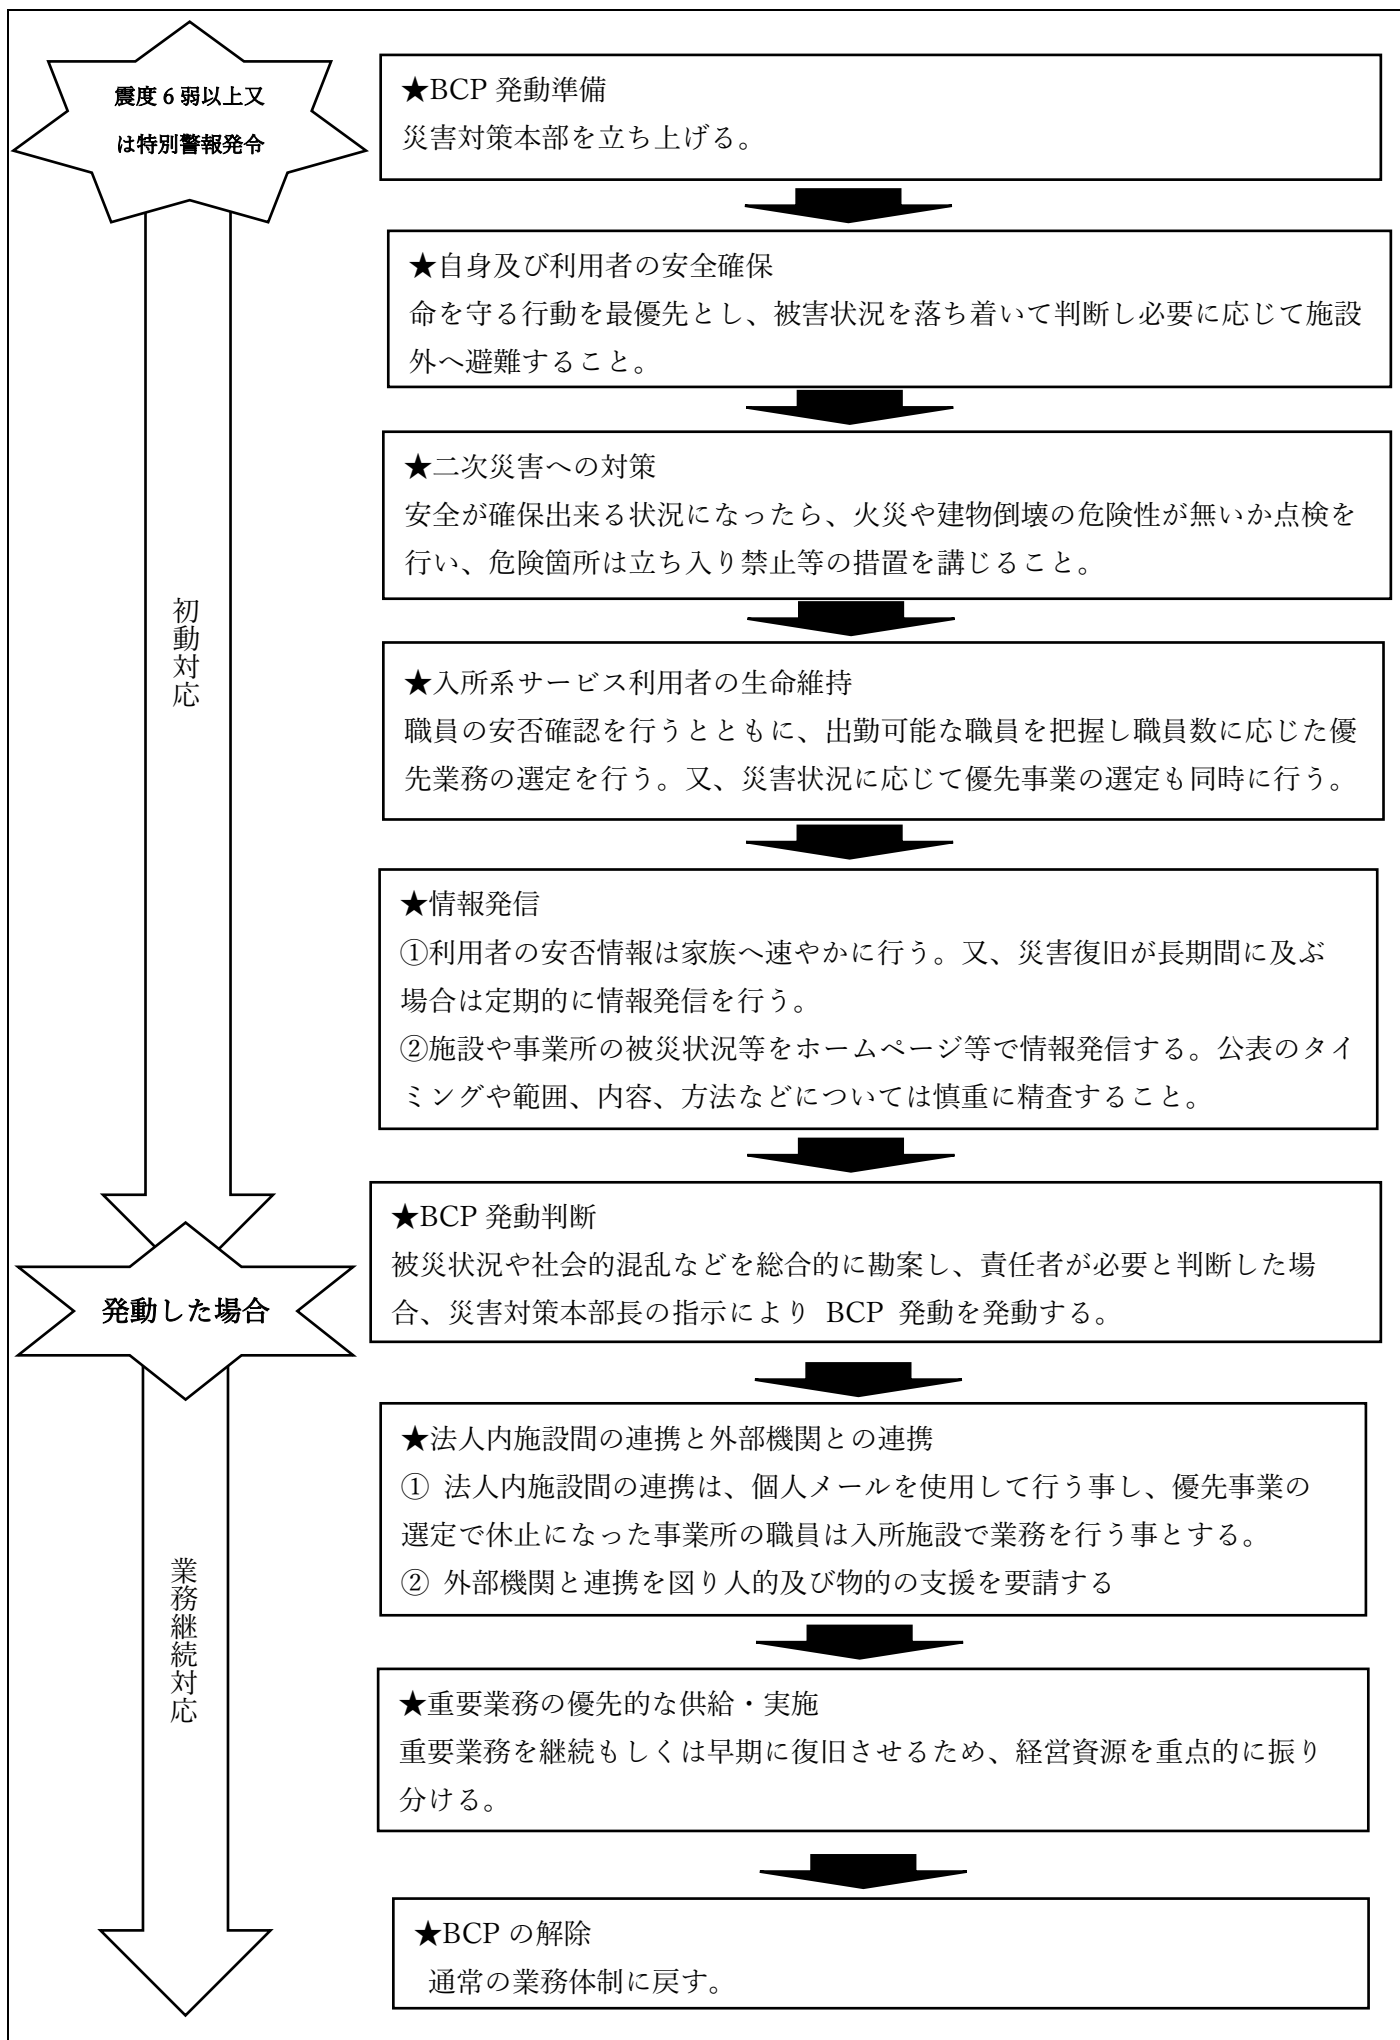 震度 6 弱以上又
は特別警報発令
★BCP 発動準備
災害対策本部を立ち上げる。
★自身及び利用者の安全確保
命を守る行動を最優先とし、被害状況を落ち着いて判断し必要に応じて施設
外へ避難すること。
★二次災害への対策
安全が確保出来る状況になったら、火災や建物倒壊の危険性が無いか点検を
行い、危険箇所は立ち入り禁止等の措置を講じること。
初動対応
★入所系サービス利用者の生命維持
職員の安否確認を行うとともに、出勤可能な職員を把握し職員数に応じた優
先業務の選定を行う。又、災害状況に応じて優先事業の選定も同時に行う。
★情報発信
①利用者の安否情報は家族へ速やかに行う。又、災害復旧が長期間に及ぶ
場合は定期的に情報発信を行う。
②施設や事業所の被災状況等をホームページ等で情報発信する。公表のタイ
ミングや範囲、内容、方法などについては慎重に精査すること。
★BCP 発動判断
被災状況や社会的混乱などを総合的に勘案し、責任者が必要と判断した場
合、災害対策本部長の指示により BCP 発動を発動する。
発動した場合
★法人内施設間の連携と外部機関との連携
① 法人内施設間の連携は、個人メールを使用して行う事し、優先事業の
選定で休止になった事業所の職員は入所施設で業務を行う事とする。
② 外部機関と連携を図り人的及び物的の支援を要請する
業務継続対応
★重要業務の優先的な供給・実施
重要業務を継続もしくは早期に復旧させるため、経営資源を重点的に振り
分ける。
★BCP の解除
通常の業務体制に戻す。